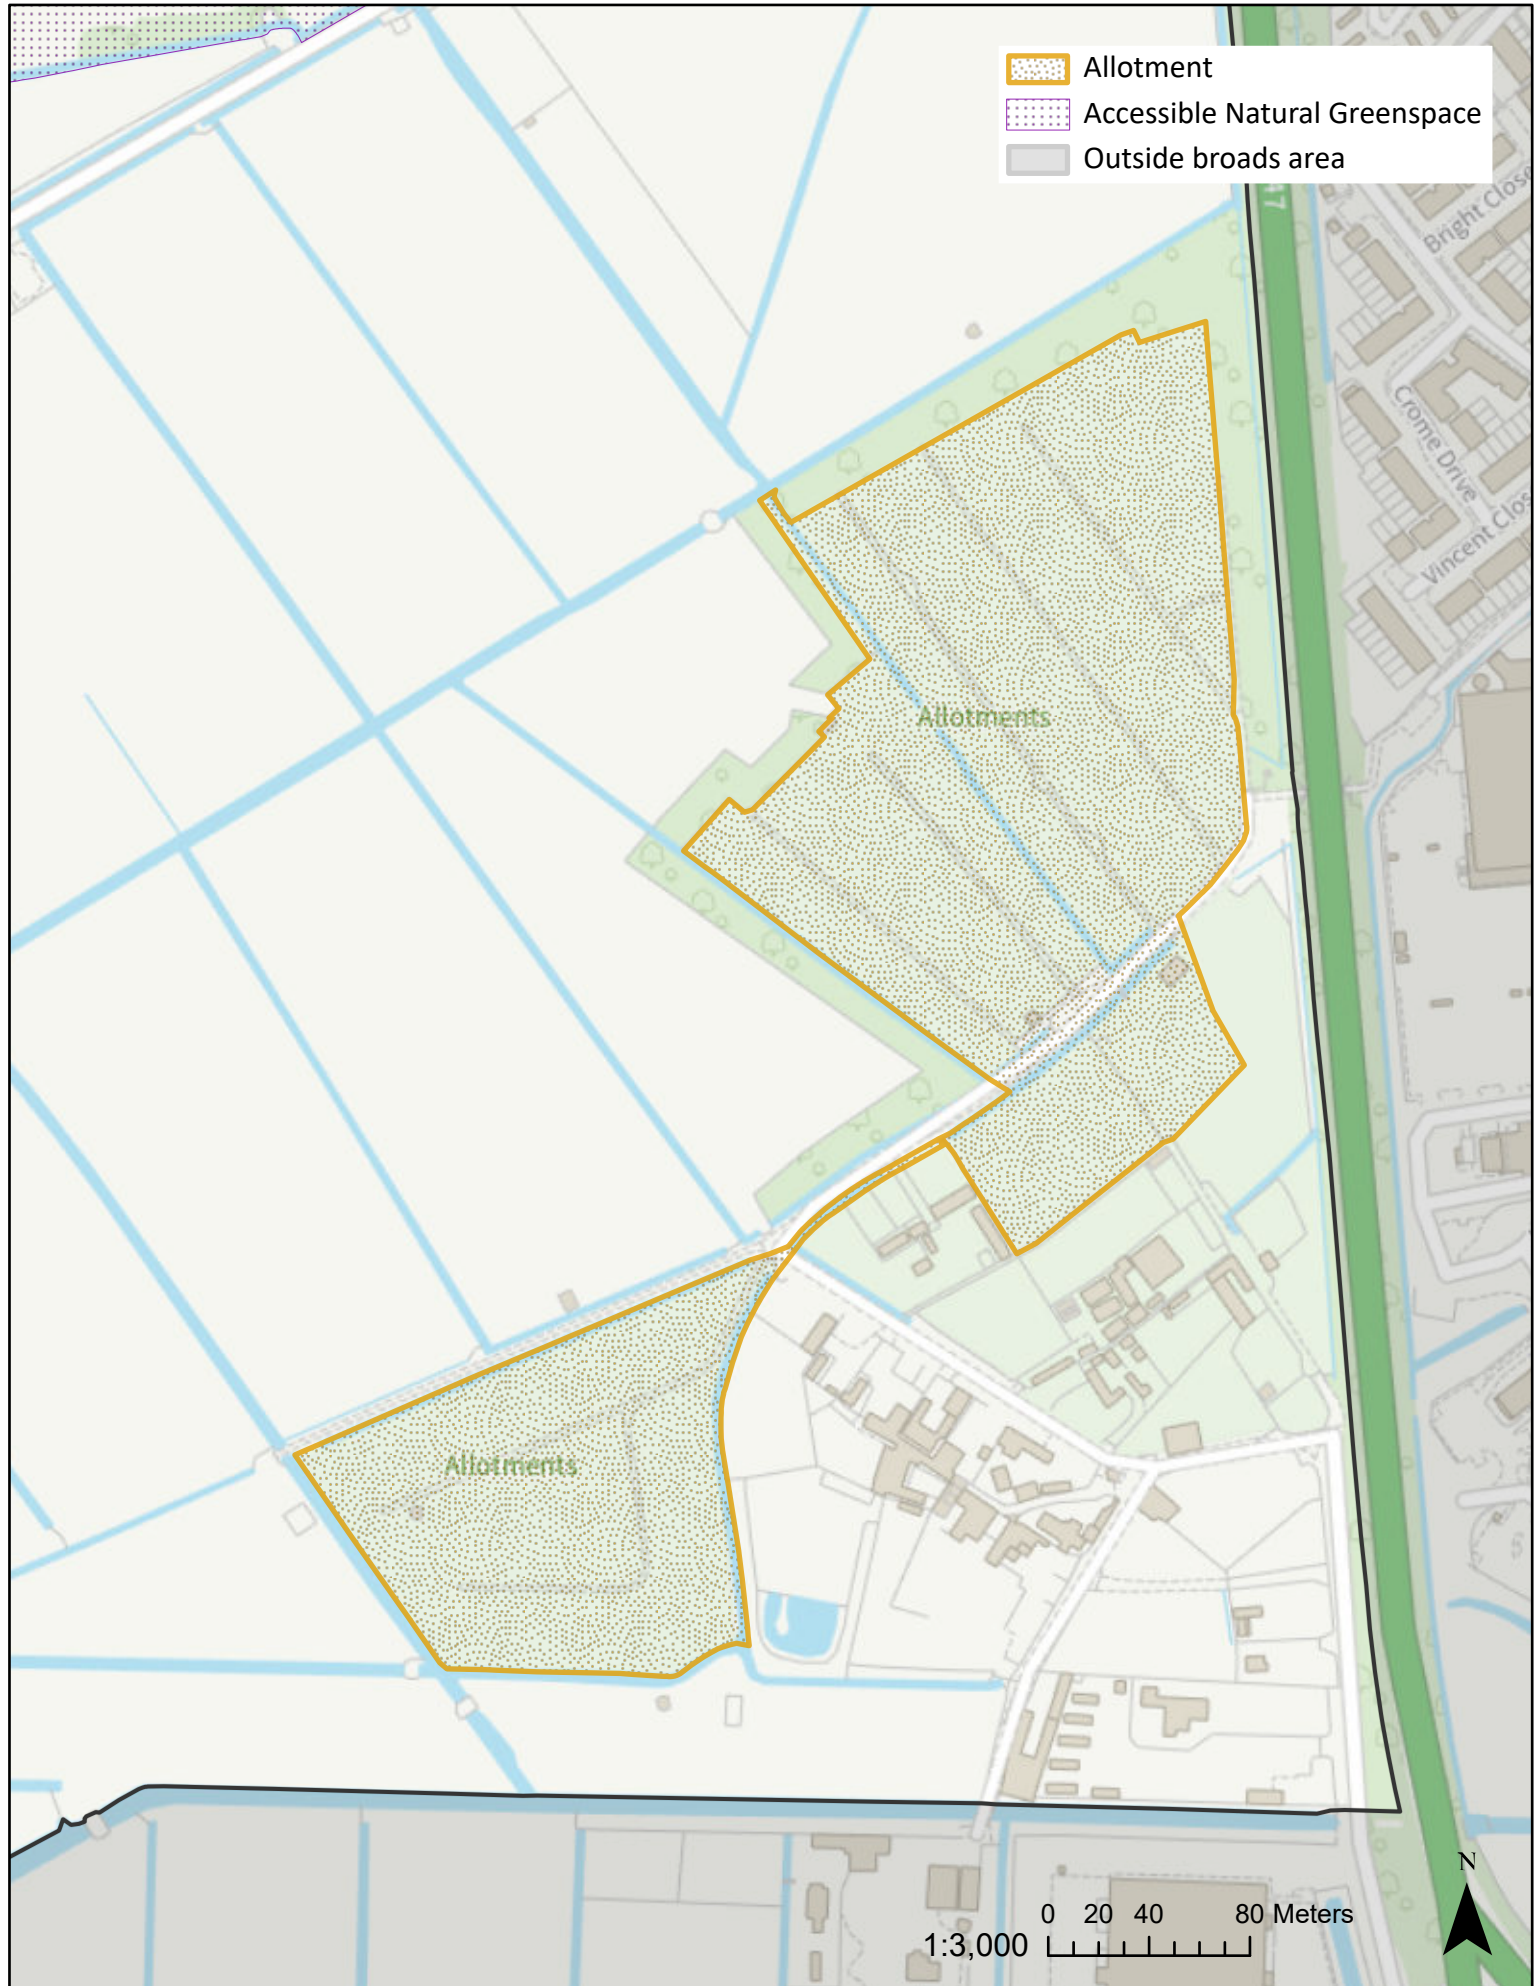 Allotment
Accessible Natural Greenspace
Outside broads area
Bright Close
Crome Drive
Vincent Clos
Allotments
Allotments
N
0 20 40 80 Meters
1:3,000